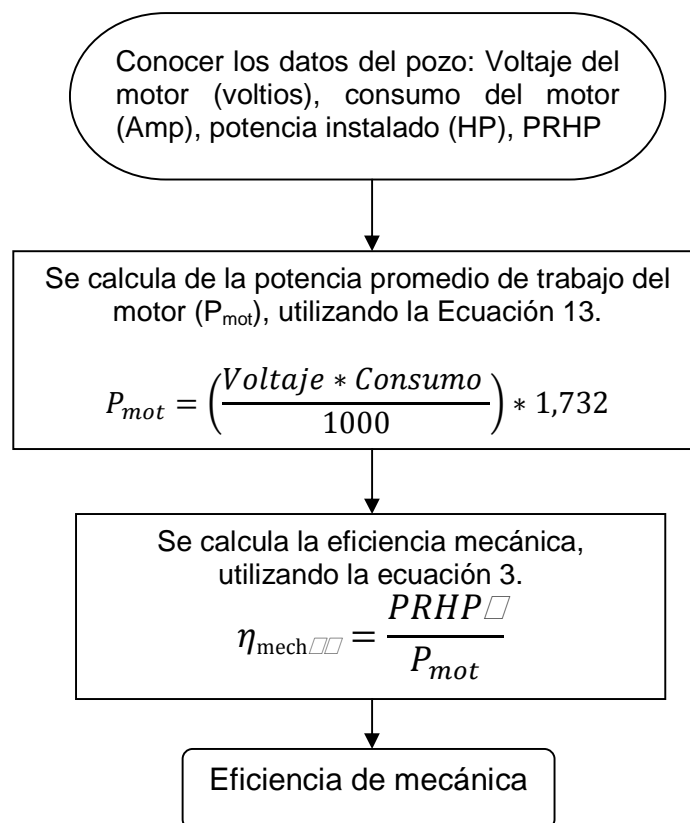 Conocer los datos del pozo: Voltaje del
motor (voltios), consumo del motor
(Amp), potencia instalado (HP), PRHP
Se calcula de la potencia promedio de trabajo del
motor (Pmot), utilizando la Ecuación 13.
Pmot = (Voltaje * Consumo / 1000) * 1,732
Se calcula la eficiencia mecánica,
utilizando la ecuación 3.
ηmech□□ = PRHP□ / Pmot
Eficiencia de mecánica